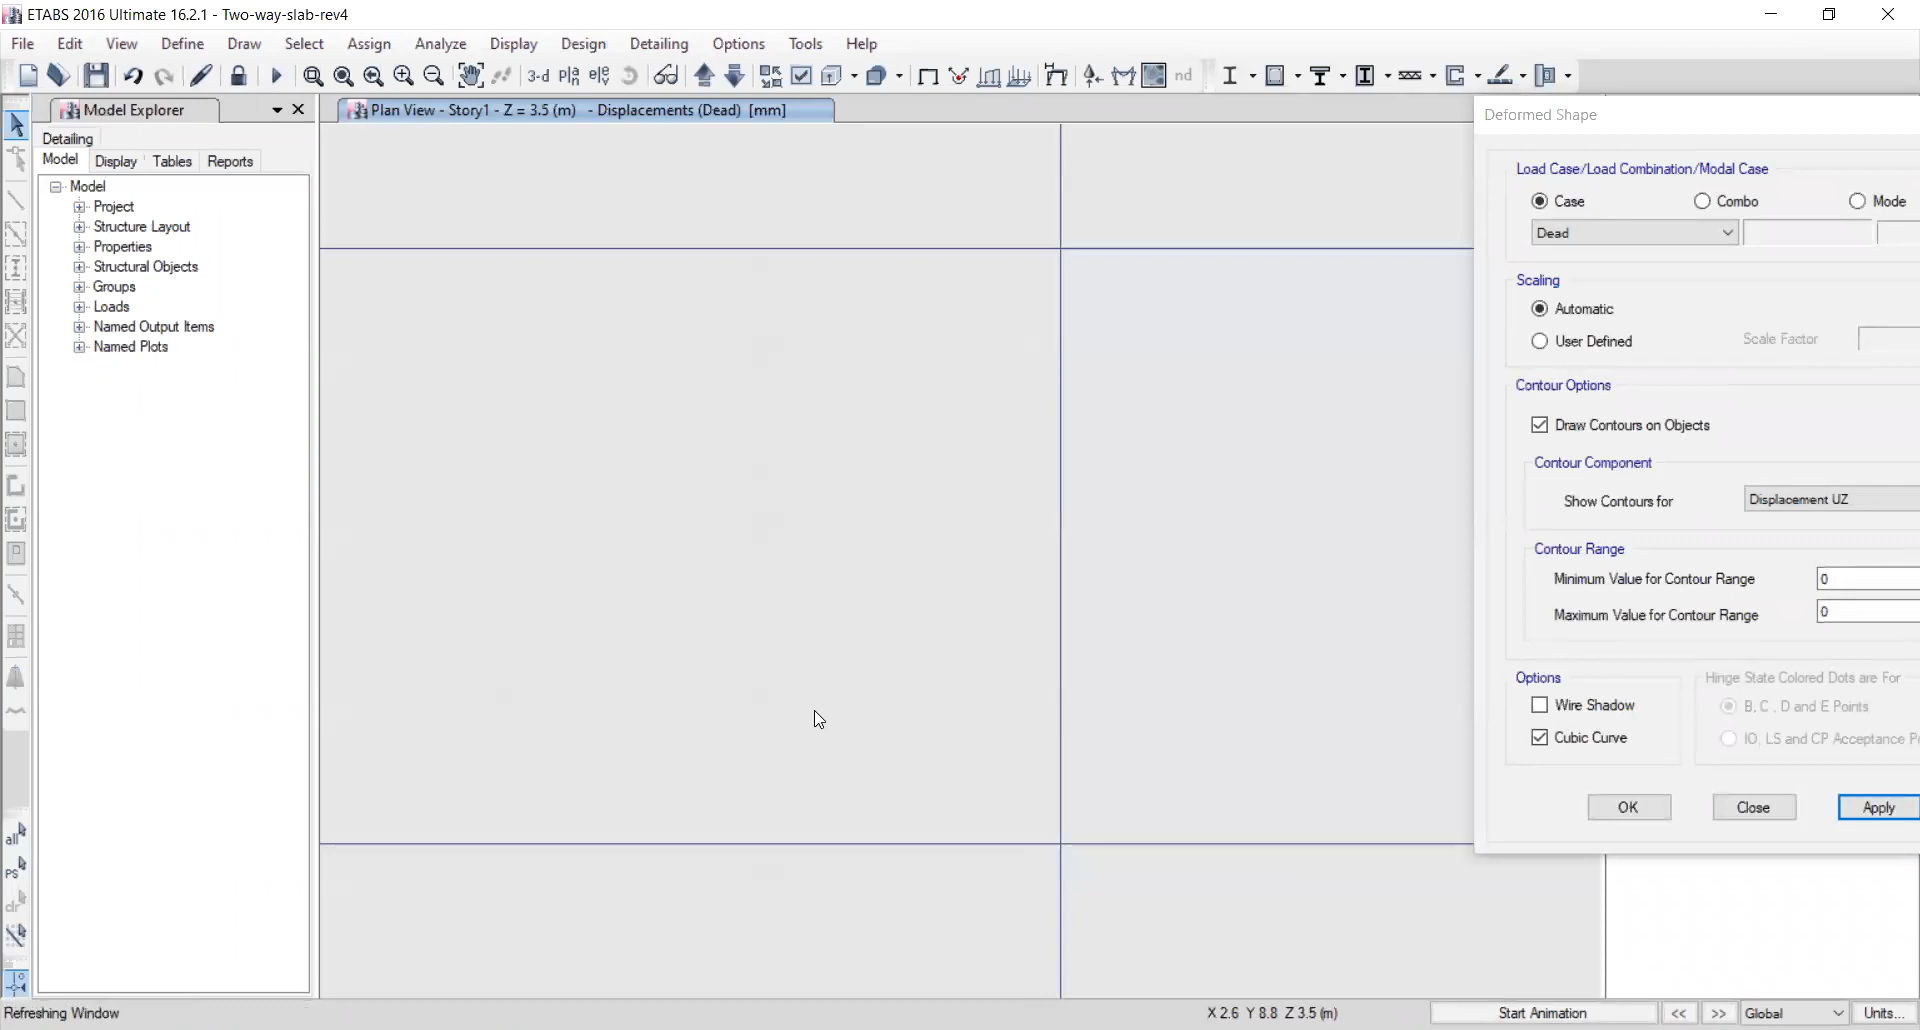 ETABS 2016 Ultimate 16.2.1 - Two-way-slab-rev4
File Edit View Define Draw Select Assign Analyze Display Design Detailing Options Tools Help
3-d pla ele nd
Model Explorer
Plan View - Story1 - Z = 3.5 (m) - Displacements (Dead) [mm]
Detailing
Model Display Tables Reports
Model
Project
Structure Layout
Properties
Structural Objects
Groups
Loads
Named Output Items
Named Plots
all
PS
clr
Deformed Shape
Load Case/Load Combination/Modal Case
Case Combo Mode
Dead
Scaling
Automatic
User Defined Scale Factor
Contour Options
Draw Contours on Objects
Contour Component
Show Contours for Displacement UZ
Contour Range
Minimum Value for Contour Range 0
Maximum Value for Contour Range 0
Options Hinge State Colored Dots are For
Wire Shadow B, C , D and E Points
Cubic Curve IO, LS and CP Acceptance P
OK Close Apply
Refreshing Window X 2.6 Y 8.8 Z 3.5 (m) Start Animation << >> Global Units...